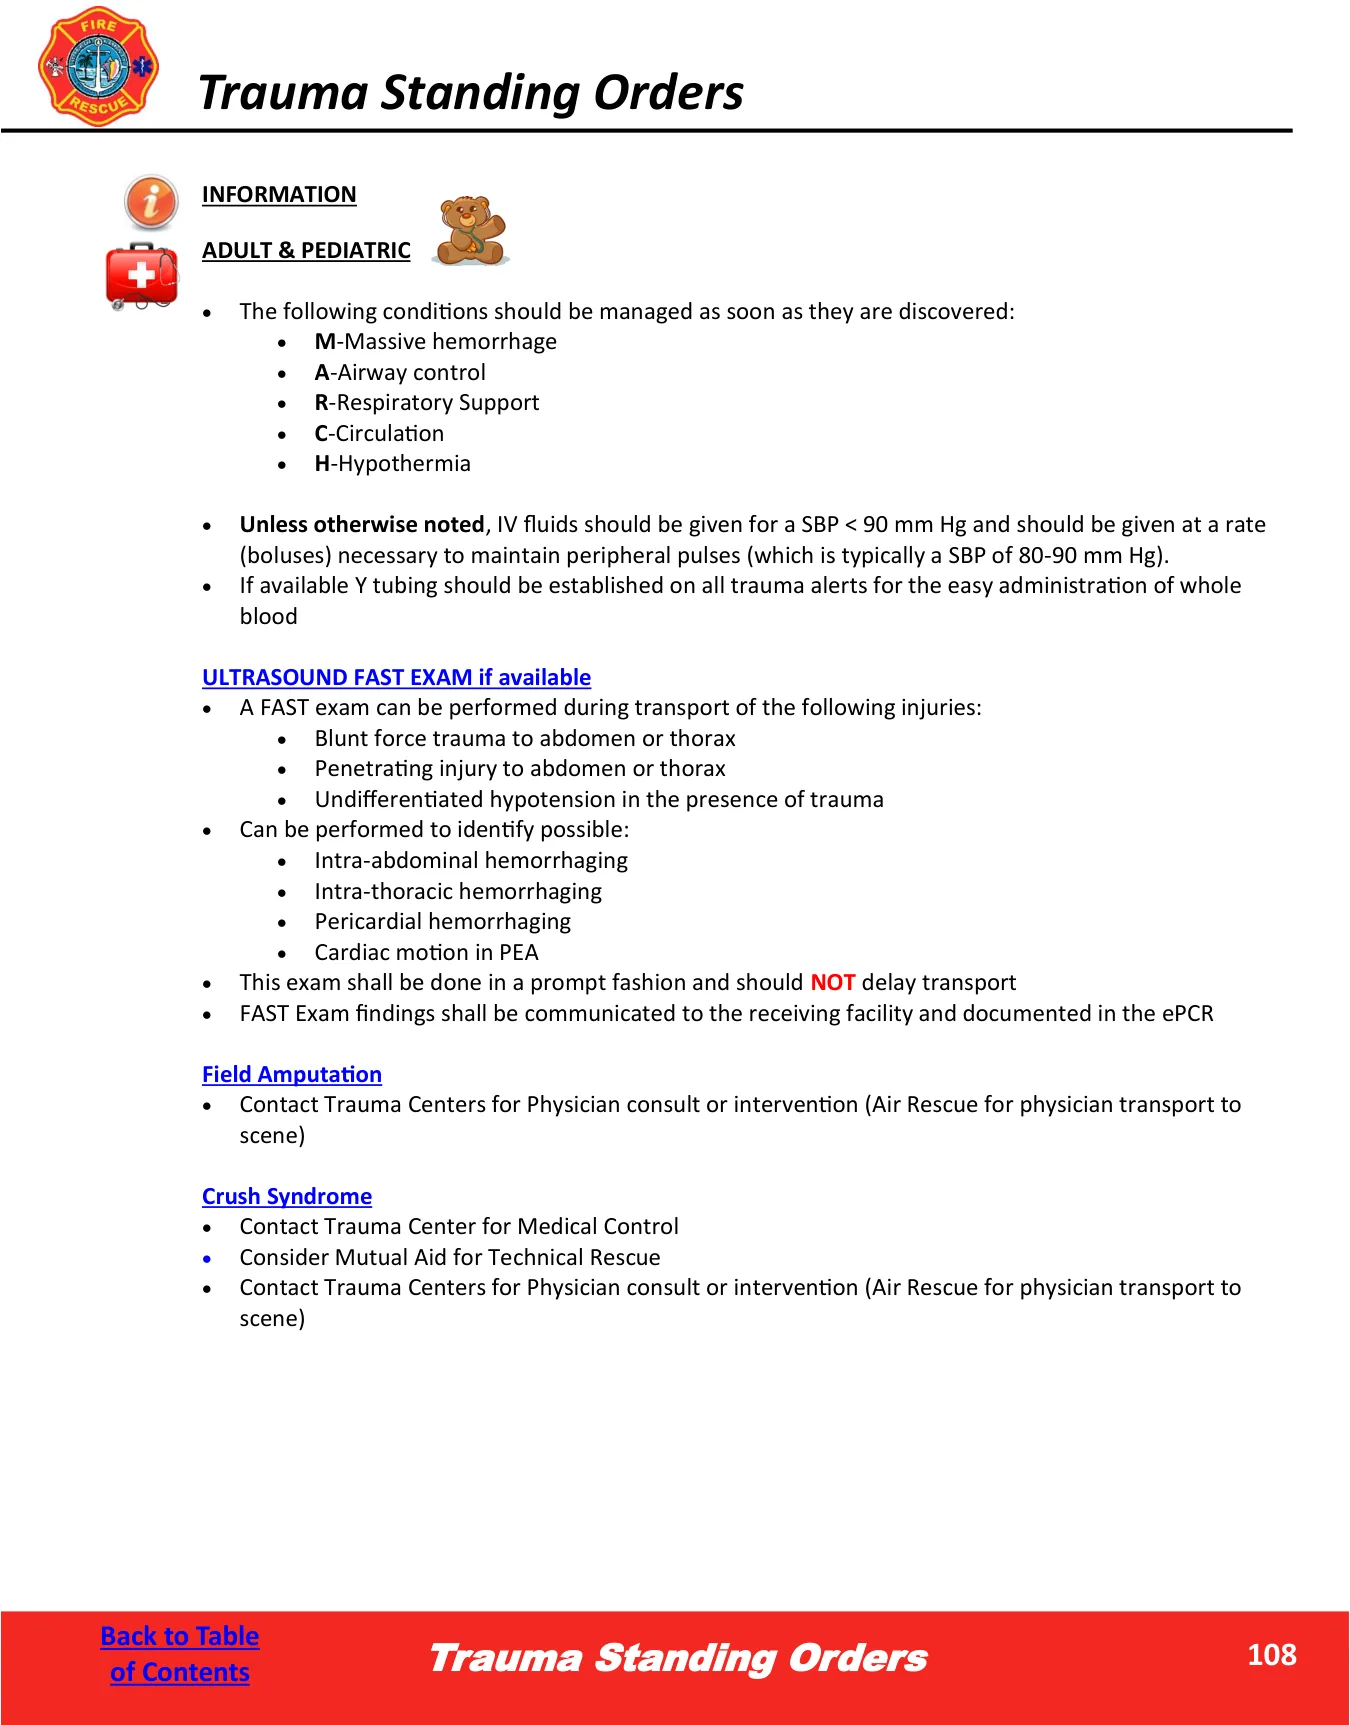 FIRE
RESCUE
Trauma Standing Orders
INFORMATION
ADULT & PEDIATRIC
• The following conditions should be managed as soon as they are discovered:
• M-Massive hemorrhage
• A-Airway control
• R-Respiratory Support
• C-Circulation
• H-Hypothermia
• Unless otherwise noted, IV fluids should be given for a SBP < 90 mm Hg and should be given at a rate
(boluses) necessary to maintain peripheral pulses (which is typically a SBP of 80-90 mm Hg).
• If available Y tubing should be established on all trauma alerts for the easy administration of whole
blood
ULTRASOUND FAST EXAM if available
• A FAST exam can be performed during transport of the following injuries:
• Blunt force trauma to abdomen or thorax
• Penetrating injury to abdomen or thorax
• Undifferentiated hypotension in the presence of trauma
• Can be performed to identify possible:
• Intra-abdominal hemorrhaging
• Intra-thoracic hemorrhaging
• Pericardial hemorrhaging
• Cardiac motion in PEA
• This exam shall be done in a prompt fashion and should NOT delay transport
• FAST Exam findings shall be communicated to the receiving facility and documented in the ePCR
Field Amputation
• Contact Trauma Centers for Physician consult or intervention (Air Rescue for physician transport to
scene)
Crush Syndrome
• Contact Trauma Center for Medical Control
• Consider Mutual Aid for Technical Rescue
• Contact Trauma Centers for Physician consult or intervention (Air Rescue for physician transport to
scene)
Back to Table
of Contents
Trauma Standing Orders
108